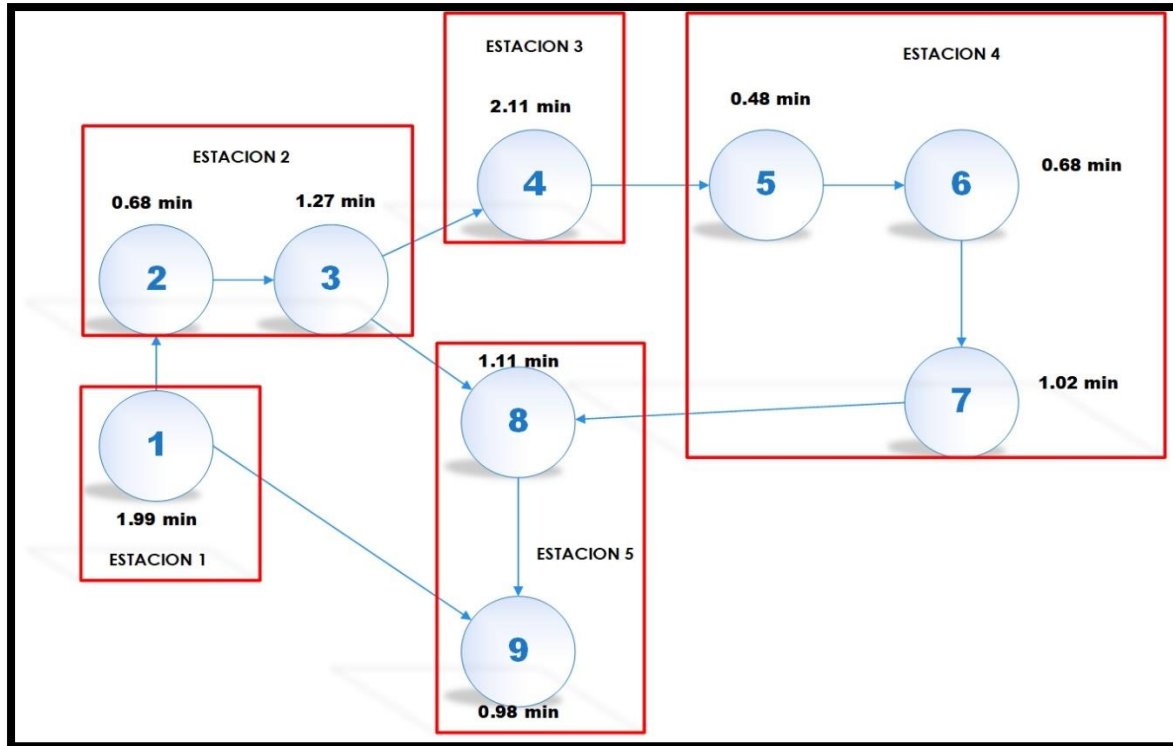 ESTACION 3
ESTACION 4
2.11 min
0.48 min
ESTACION 2
4
5
6
0.68 min
0.68 min
1.27 min
2
3
1.11 min
1.02 min
8
7
1
1.99 min
ESTACION 1
ESTACION 5
9
0.98 min